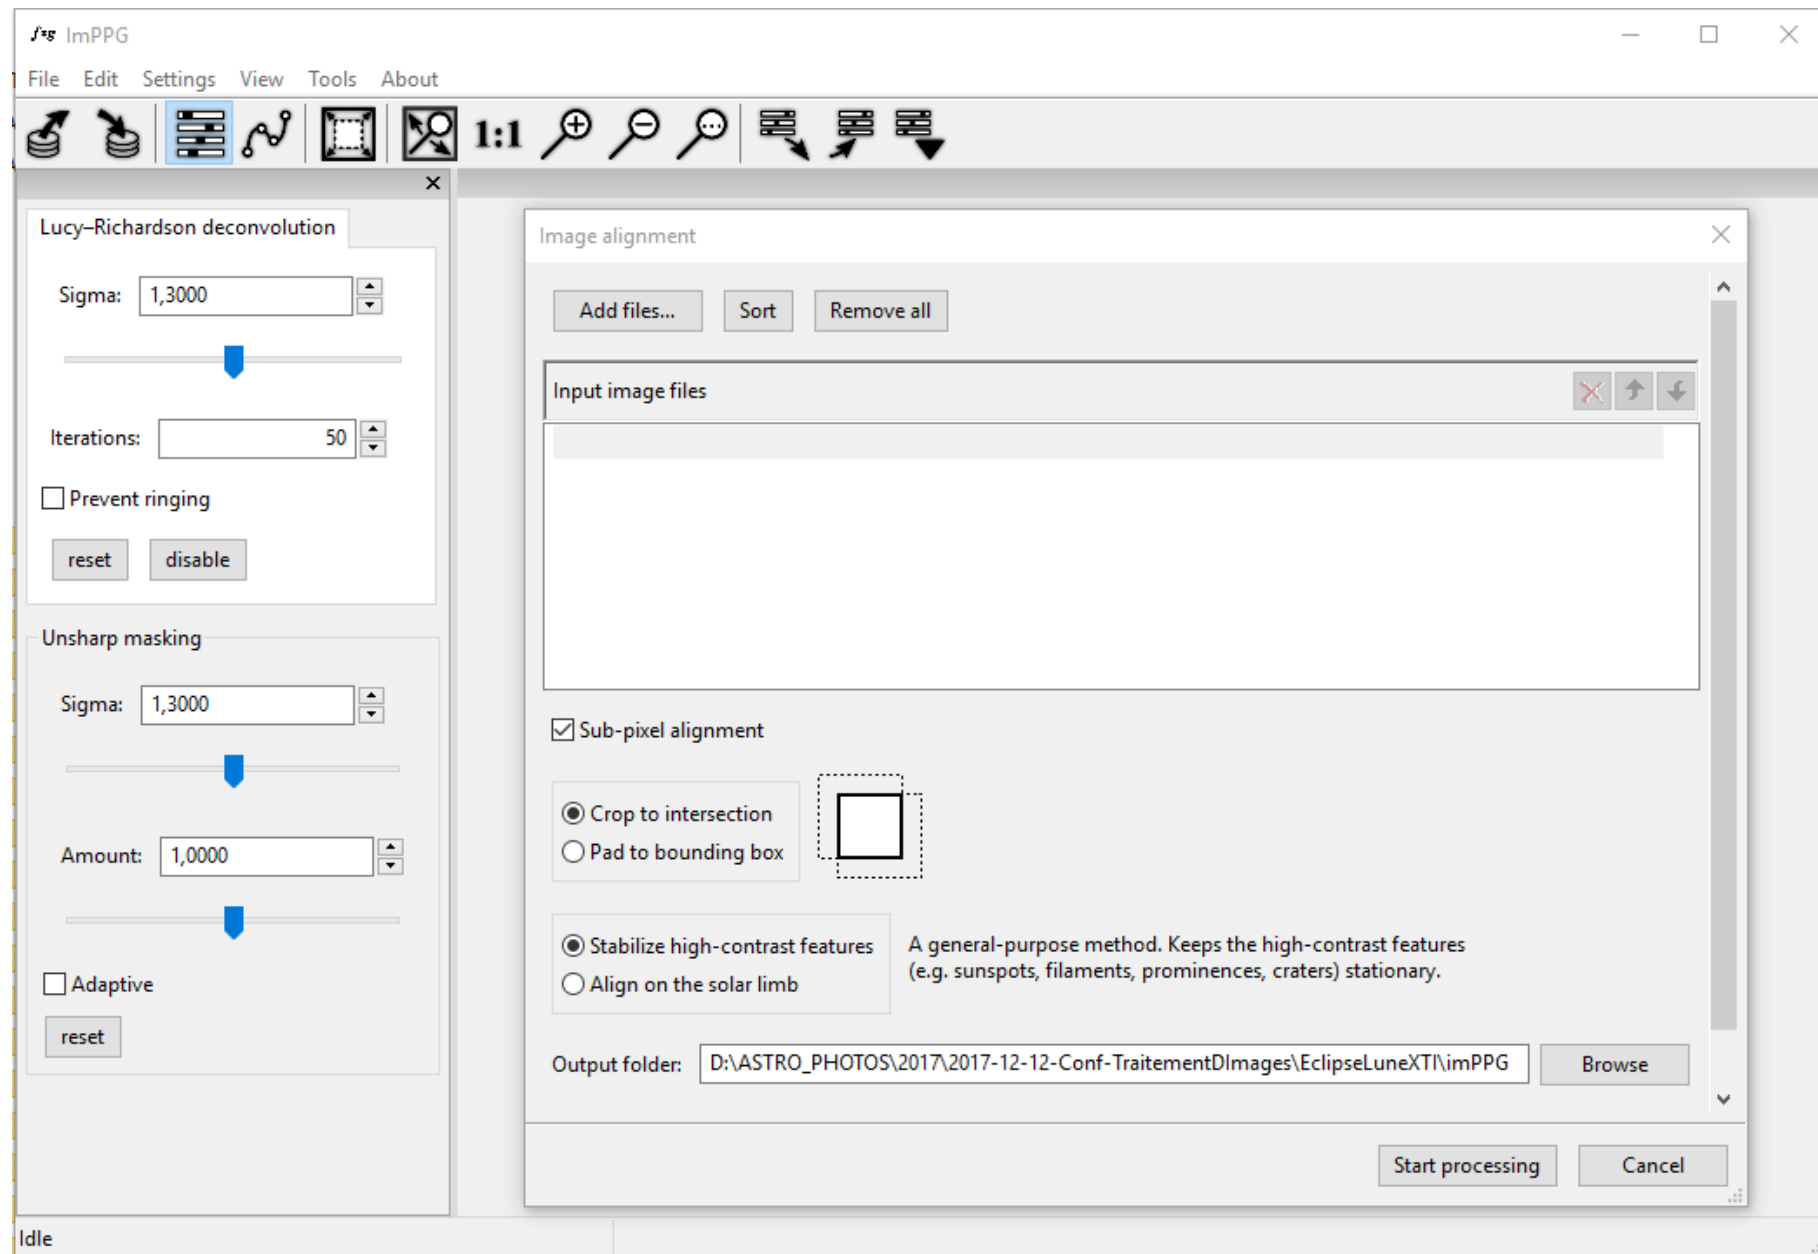 ImPPG
File Edit Settings View Tools About
1:1
Lucy–Richardson deconvolution
Sigma: 1,3000
Iterations: 50
Prevent ringing
reset disable
Unsharp masking
Sigma: 1,3000
Amount: 1,0000
Adaptive
reset
Image alignment
Add files... Sort Remove all
Input image files
Sub-pixel alignment
Crop to intersection
Pad to bounding box
Stabilize high-contrast features
Align on the solar limb
A general-purpose method. Keeps the high-contrast features
(e.g. sunspots, filaments, prominences, craters) stationary.
Output folder: D:\ASTRO_PHOTOS\2017\2017-12-12-Conf-TraitementDImages\EclipseLuneXTI\imPPG Browse
Start processing Cancel
Idle